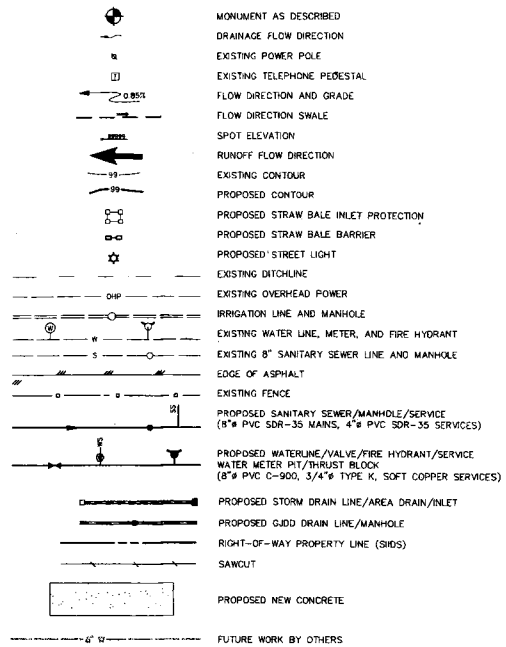 MONUMENT AS DESCRIBED
DRAINAGE FLOW DIRECTION
EXISTING POWER POLE
T EXISTING TELEPHONE PEDESTAL
0.85% FLOW DIRECTION AND GRADE
FLOW DIRECTION SWALE
99999 SPOT ELEVATION
RUNOFF FLOW DIRECTION
99 EXISTING CONTOUR
99 PROPOSED CONTOUR
PROPOSED STRAW BALE INLET PROTECTION
PROPOSED STRAW BALE BARRIER
PROPOSED STREET LIGHT
EXISTING DITCHLINE
OHP EXISTING OVERHEAD POWER
IRRIGATION LINE AND MANHOLE
W W EXISTING WATER LINE, METER, AND FIRE HYDRANT
S EXISTING 8" SANITARY SEWER LINE AND MANHOLE
EDGE OF ASPHALT
EXISTING FENCE
SS PROPOSED SANITARY SEWER/MANHOLE/SERVICE
(8"ø PVC SDR-35 MAINS, 4"ø PVC SDR-35 SERVICES)
WS PROPOSED WATERLINE/VALVE/FIRE HYDRANT/SERVICE
WATER METER PIT/THRUST BLOCK
(8"ø PVC C-900, 3/4"ø TYPE K, SOFT COPPER SERVICES)
PROPOSED STORM DRAIN LINE/AREA DRAIN/INLET
PROPOSED GJDD DRAIN LINE/MANHOLE
RIGHT-OF-WAY PROPERTY LINE (SIIDS)
SAWCUT
PROPOSED NEW CONCRETE
FUTURE WORK BY OTHERS